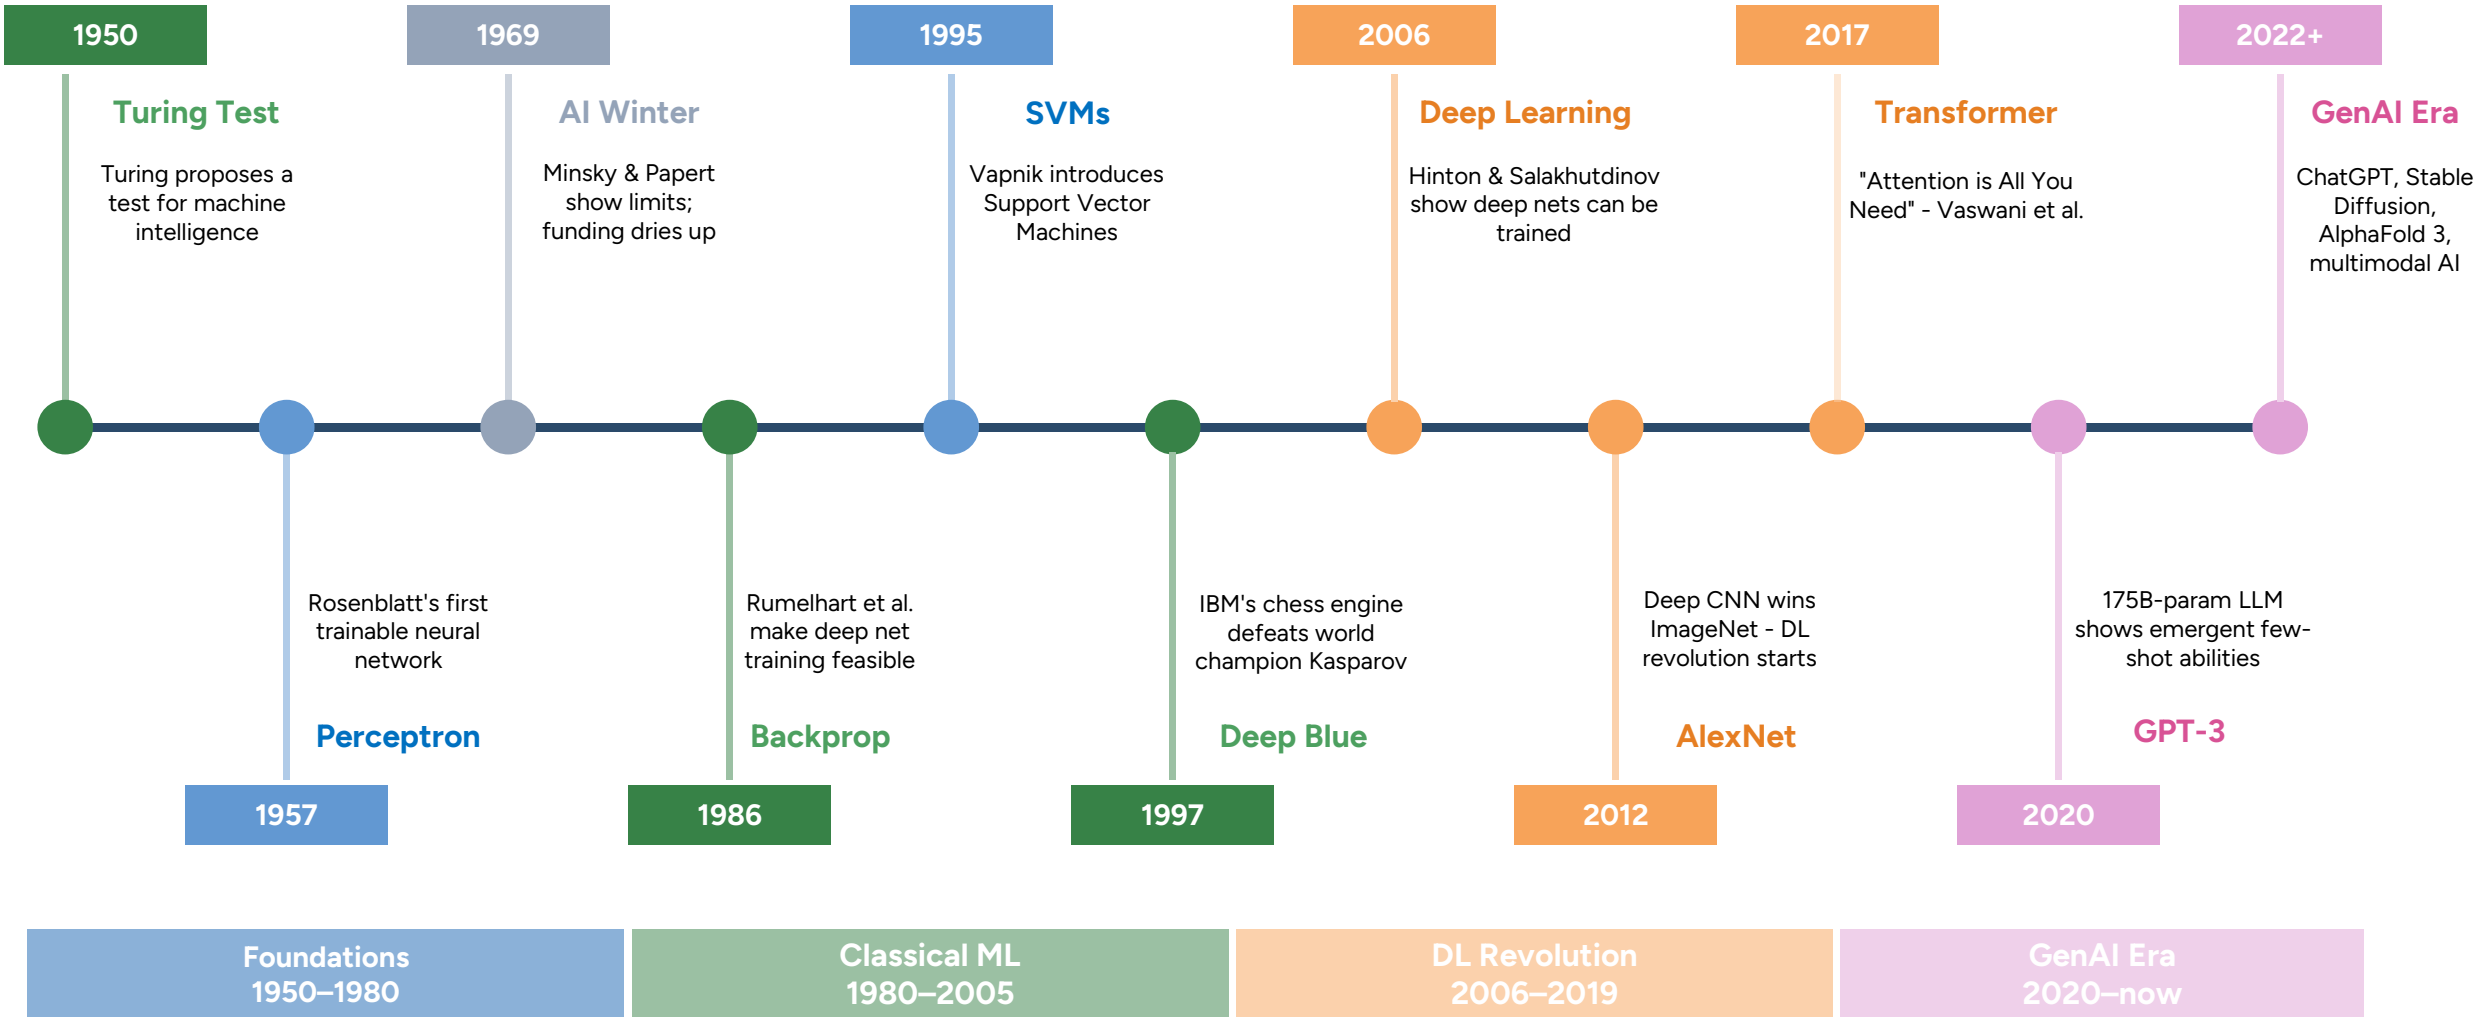 1950
1969
1995
2006
2017
2022+
Turing Test
Turing proposes a
test for machine
intelligence
AI Winter
Minsky & Papert
show limits;
funding dries up
SVMs
Vapnik introduces
Support Vector
Machines
Deep Learning
Hinton & Salakhutdinov
show deep nets can be
trained
Transformer
"Attention is All You
Need" - Vaswani et al.
GenAI Era
ChatGPT, Stable
Diffusion,
AlphaFold 3,
multimodal AI
Rosenblatt's first
trainable neural
network
Perceptron
1957
Rumelhart et al.
make deep net
training feasible
Backprop
1986
IBM's chess engine
defeats world
champion Kasparov
Deep Blue
1997
Deep CNN wins
ImageNet - DL
revolution starts
AlexNet
2012
175B-param LLM
shows emergent few-
shot abilities
GPT-3
2020
Foundations
1950–1980
Classical ML
1980–2005
DL Revolution
2006–2019
GenAI Era
2020–now